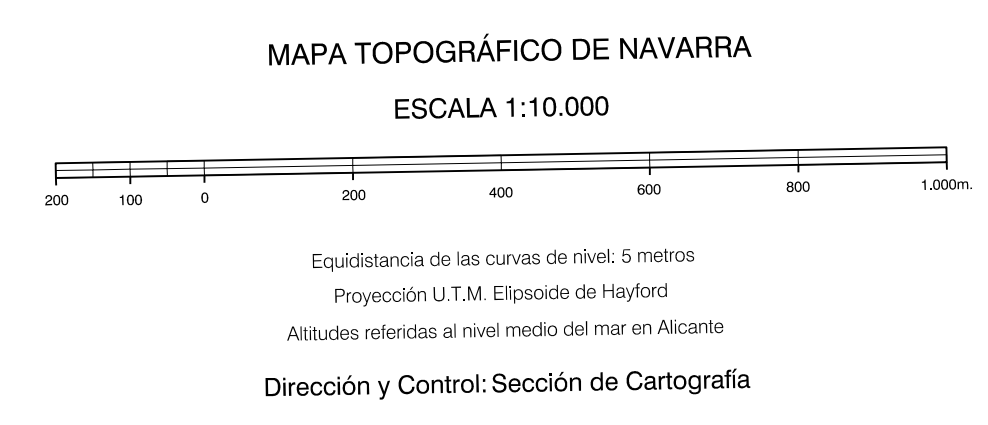 MAPA TOPOGRÁFICO DE NAVARRA
ESCALA 1:10.000
200 100 0 200 400 600 800 1.000m.
Equidistancia de las curvas de nivel: 5 metros
Proyección U.T.M. Elipsoide de Hayford
Altitudes referidas al nivel medio del mar en Alicante
Dirección y Control: Sección de Cartografía